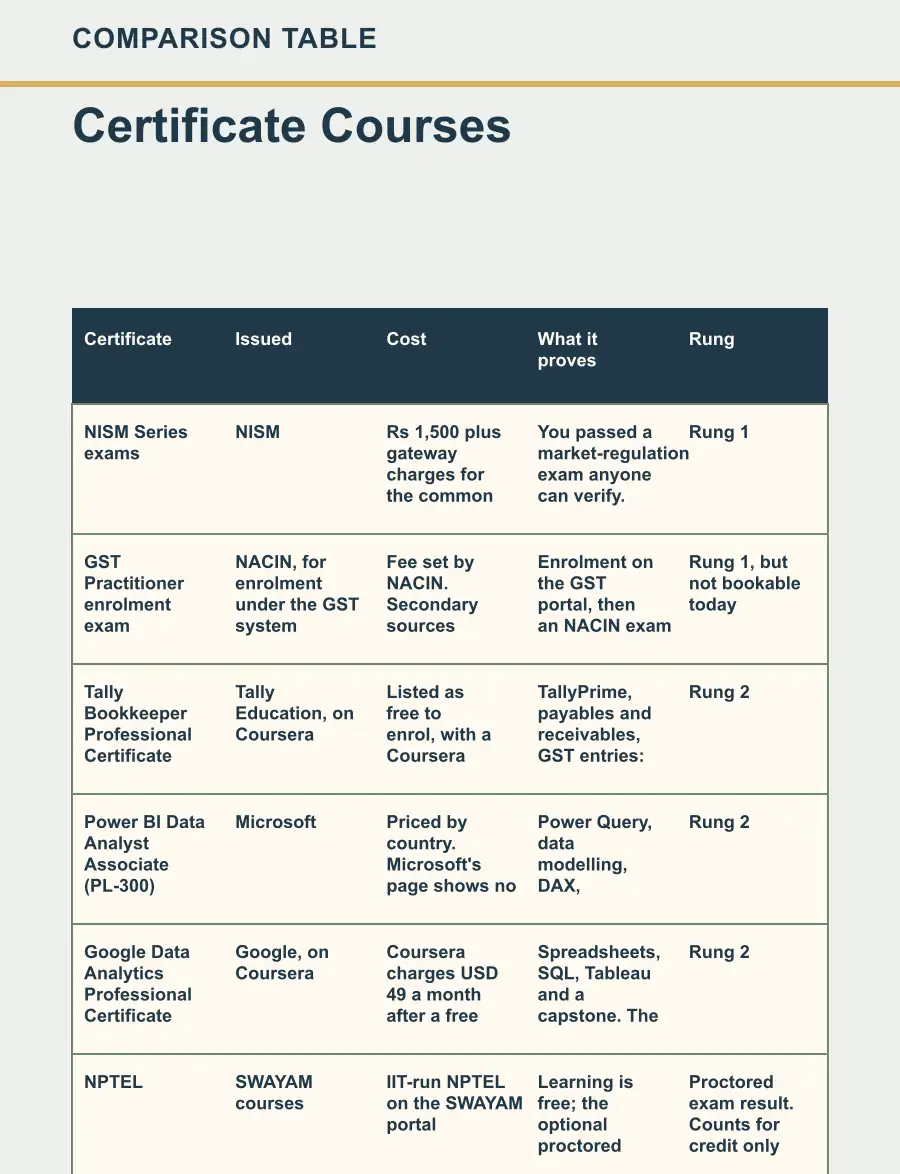 COMPARISON TABLE
Certificate Courses
Certificate
Issued
Cost
What it
proves
Rung
NISM Series
exams
NISM
Rs 1,500 plus
gateway
charges for
the common
You passed a
market-regulation
exam anyone
can verify.
Rung 1
GST
Practitioner
enrolment
exam
NACIN, for
enrolment
under the GST
system
Fee set by
NACIN.
Secondary
sources
Enrolment on
the GST
portal, then
an NACIN exam
Rung 1, but
not bookable
today
Tally
Bookkeeper
Professional
Certificate
Tally
Education, on
Coursera
Listed as
free to
enrol, with a
Coursera
TallyPrime,
payables and
receivables,
GST entries:
Rung 2
Power BI Data
Analyst
Associate
(PL-300)
Microsoft
Priced by
country.
Microsoft's
page shows no
Power Query,
data
modelling,
DAX,
Rung 2
Google Data
Analytics
Professional
Certificate
Google, on
Coursera
Coursera
charges USD
49 a month
after a free
Spreadsheets,
SQL, Tableau
and a
capstone. The
Rung 2
NPTEL
SWAYAM
courses
IIT-run NPTEL
on the SWAYAM
portal
Learning is
free; the
optional
proctored
Proctored
exam result.
Counts for
credit only